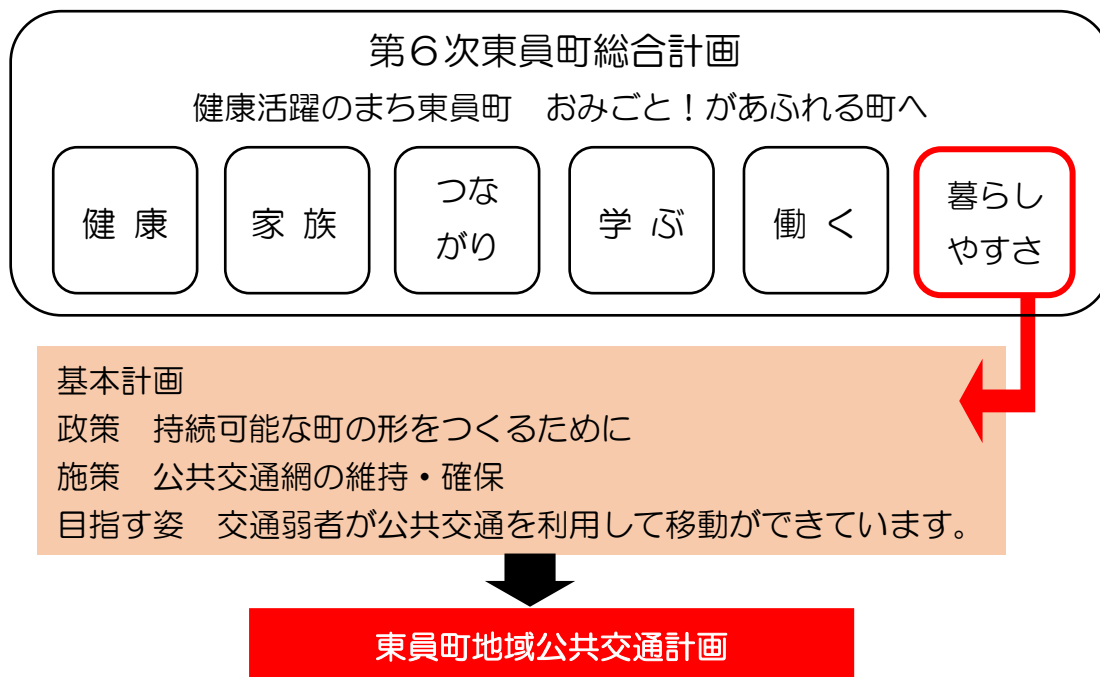 第６次東員町総合計画
健康活躍のまち東員町　おみごと！があふれる町へ
健 康
家 族
つな
がり
学 ぶ
働 く
暮らし
やすさ
基本計画
政策　持続可能な町の形をつくるために
施策　公共交通網の維持・確保
目指す姿　交通弱者が公共交通を利用して移動ができています。
東員町地域公共交通計画